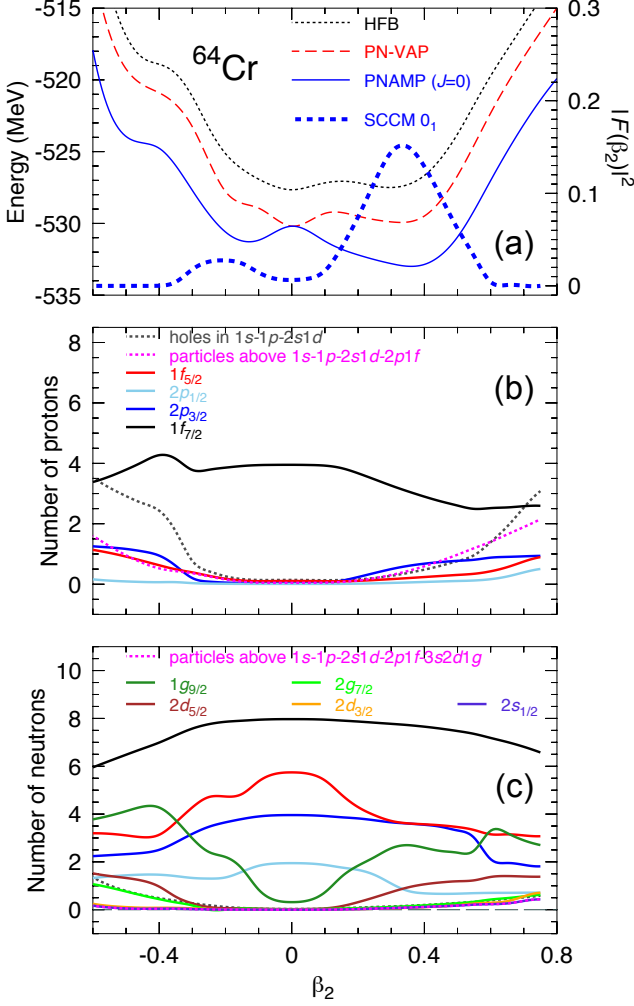 -515
-520
-525
-530
-535
Energy (MeV)
⁶⁴Cr
HFB
PN-VAP
PNAMP (J=0)
SCCM 0₁
(a)
0.3
0.2
0.1
0
|F(β₂)|²
8
6
4
2
0
Number of protons
holes in 1s-1p-2s1d
particles above 1s-1p-2s1d-2p1f
1f₅/₂
2p₁/₂
2p₃/₂
1f₇/₂
(b)
10
8
6
4
2
0
Number of neutrons
particles above 1s-1p-2s1d-2p1f-3s2d1g
1g₉/₂ 2g₇/₂
2d₅/₂ 2d₃/₂ 2s₁/₂
(c)
-0.4 0 0.4 0.8
β₂